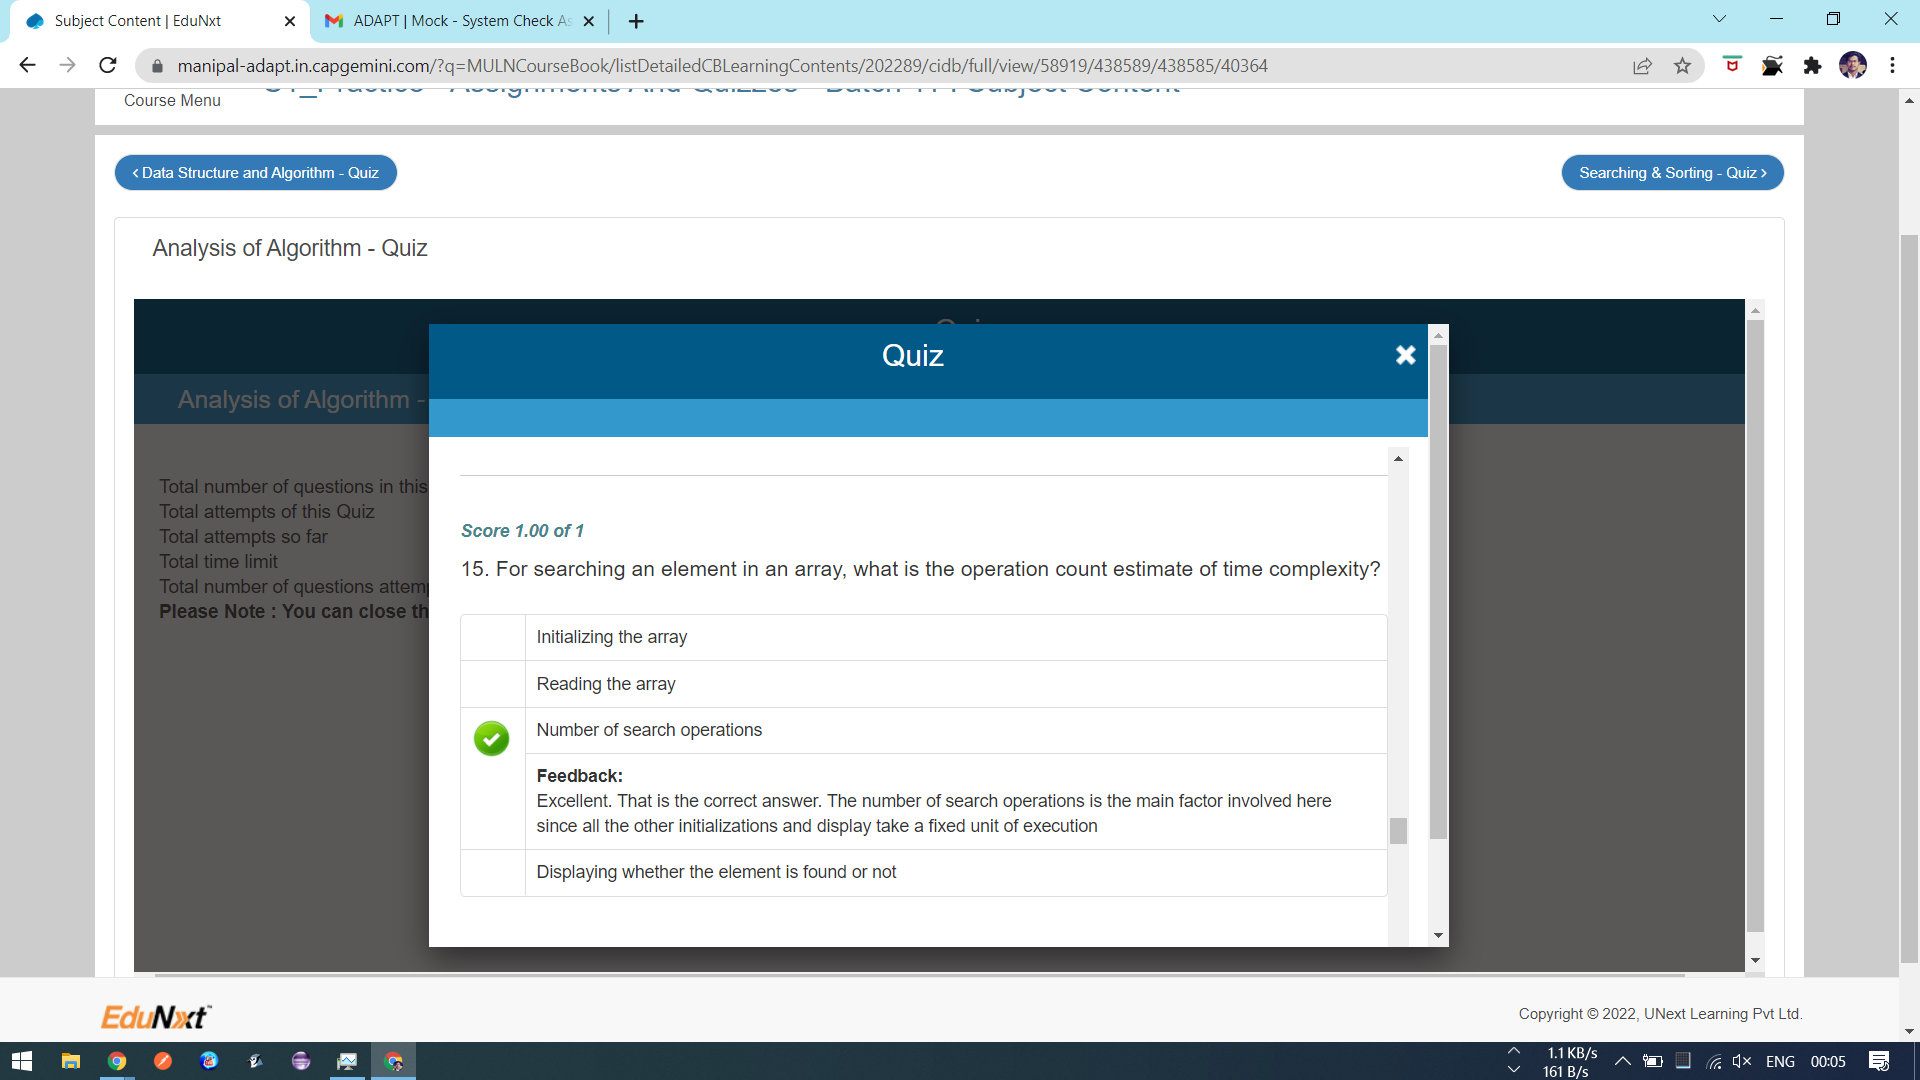 Subject Content | EduNxt
ADAPT | Mock - System Check As
manipal-adapt.in.capgemini.com/?q=MULNCourseBook/listDetailedCBLearningContents/202289/cidb/full/view/58919/438589/438585/40364
Course Menu
< Data Structure and Algorithm - Quiz
Searching & Sorting - Quiz >
Analysis of Algorithm - Quiz
Analysis of Algorithm -
Total number of questions in this
Total attempts of this Quiz
Total attempts so far
Total time limit
Total number of questions attemp
Please Note : You can close th
Quiz
Score 1.00 of 1
15. For searching an element in an array, what is the operation count estimate of time complexity?
Initializing the array
Reading the array
Number of search operations
Feedback:
Excellent. That is the correct answer. The number of search operations is the main factor involved here
since all the other initializations and display take a fixed unit of execution
Displaying whether the element is found or not
EduNxt
Copyright © 2022, UNext Learning Pvt Ltd.
1.1 KB/s
161 B/s
ENG
00:05